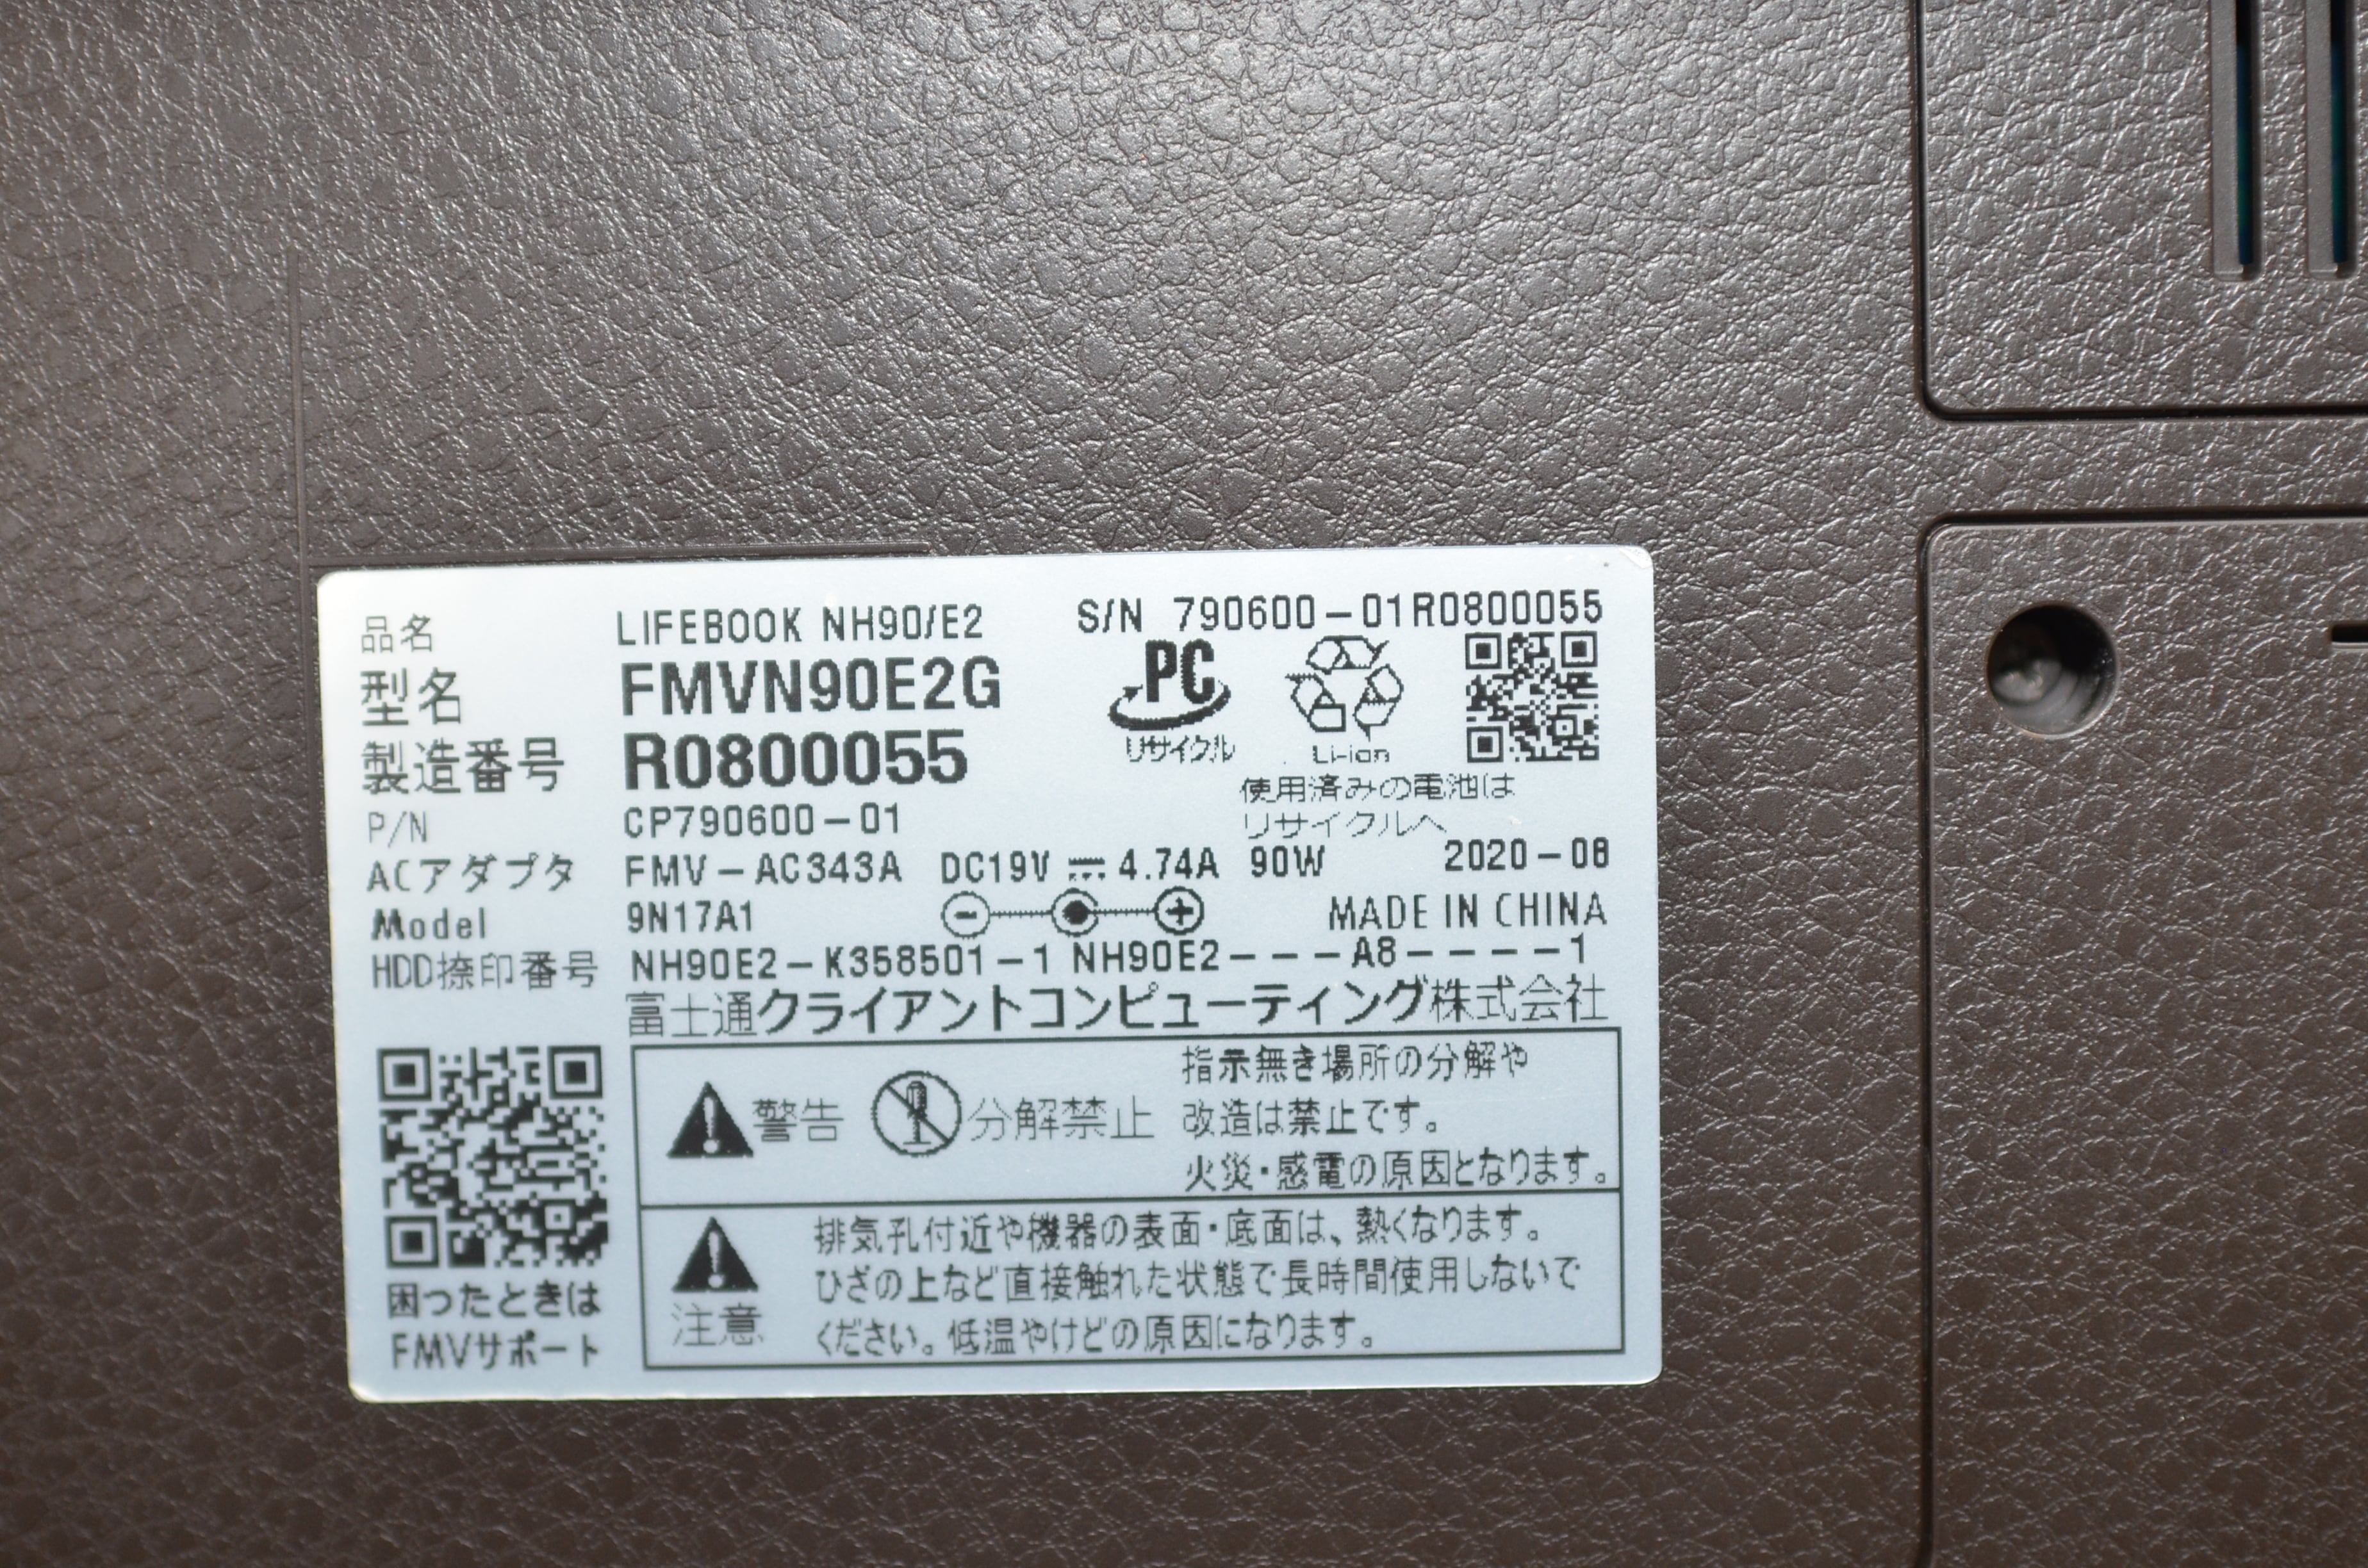 品名 LIFEBOOK NH90/E2 S/N 790600-01R0800055
型名 FMVN90E2G
PC
リサイクル
Li-ion
製造番号 R0800055
使用済みの電池は
リサイクルへ
P/N CP790600-01
ACアダプタ FMV-AC343A DC19V ⎓ 4.74A 90W 2020-08
Model 9N17A1 MADE IN CHINA
HDD捺印番号 NH90E2-K358501-1 NH90E2---A8----1
富士通クライアントコンピューティング株式会社
警告 分解禁止
指示無き場所の分解や
改造は禁止です。
火災・感電の原因となります。
注意
排気孔付近や機器の表面・底面は、熱くなります。
ひざの上など直接触れた状態で長時間使用しないで
ください。低温やけどの原因になります。
困ったときは
FMVサポート